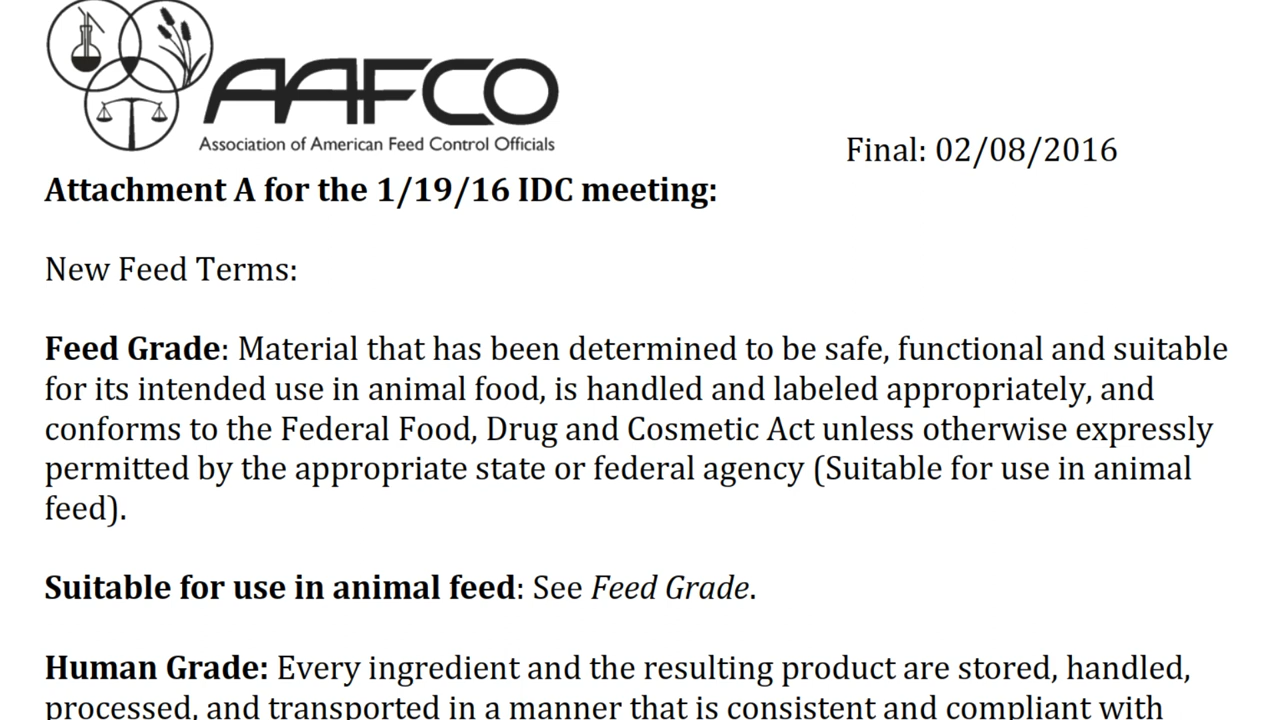 AAFCO
Association of American Feed Control Officials
Final: 02/08/2016
Attachment A for the 1/19/16 IDC meeting:
New Feed Terms:
Feed Grade: Material that has been determined to be safe, functional and suitable
for its intended use in animal food, is handled and labeled appropriately, and
conforms to the Federal Food, Drug and Cosmetic Act unless otherwise expressly
permitted by the appropriate state or federal agency (Suitable for use in animal
feed).
Suitable for use in animal feed: See Feed Grade.
Human Grade: Every ingredient and the resulting product are stored, handled,
processed, and transported in a manner that is consistent and compliant with